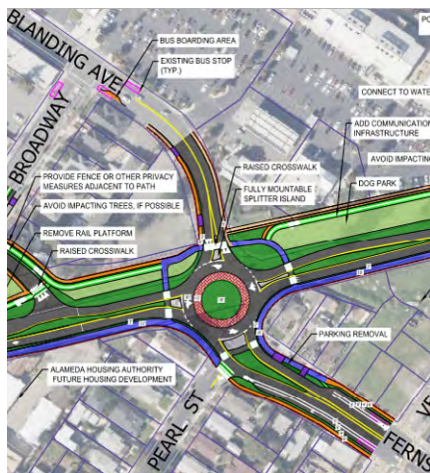 PO
BLANDING AVE
BUS BOARDING AREA
EXISTING BUS STOP
(TYP.)
BROADWAY
CONNECT TO WATE
ADD COMMUNICATION
INFRASTRUCTURE
AVOID IMPACTING
RAISED CROSSWALK
FULLY MOUNTABLE
SPLITTER ISLAND
DOG PARK
PROVIDE FENCE OR OTHER PRIVACY
MEASURES ADJACENT TO PATH
AVOID IMPACTING TREES, IF POSSIBLE
REMOVE RAIL PLATFORM
RAISED CROSSWALK
PARKING REMOVAL
ALAMEDA HOUSING AUTHORITY
FUTURE HOUSING DEVELOPMENT
PEARL ST
VE
FERNS